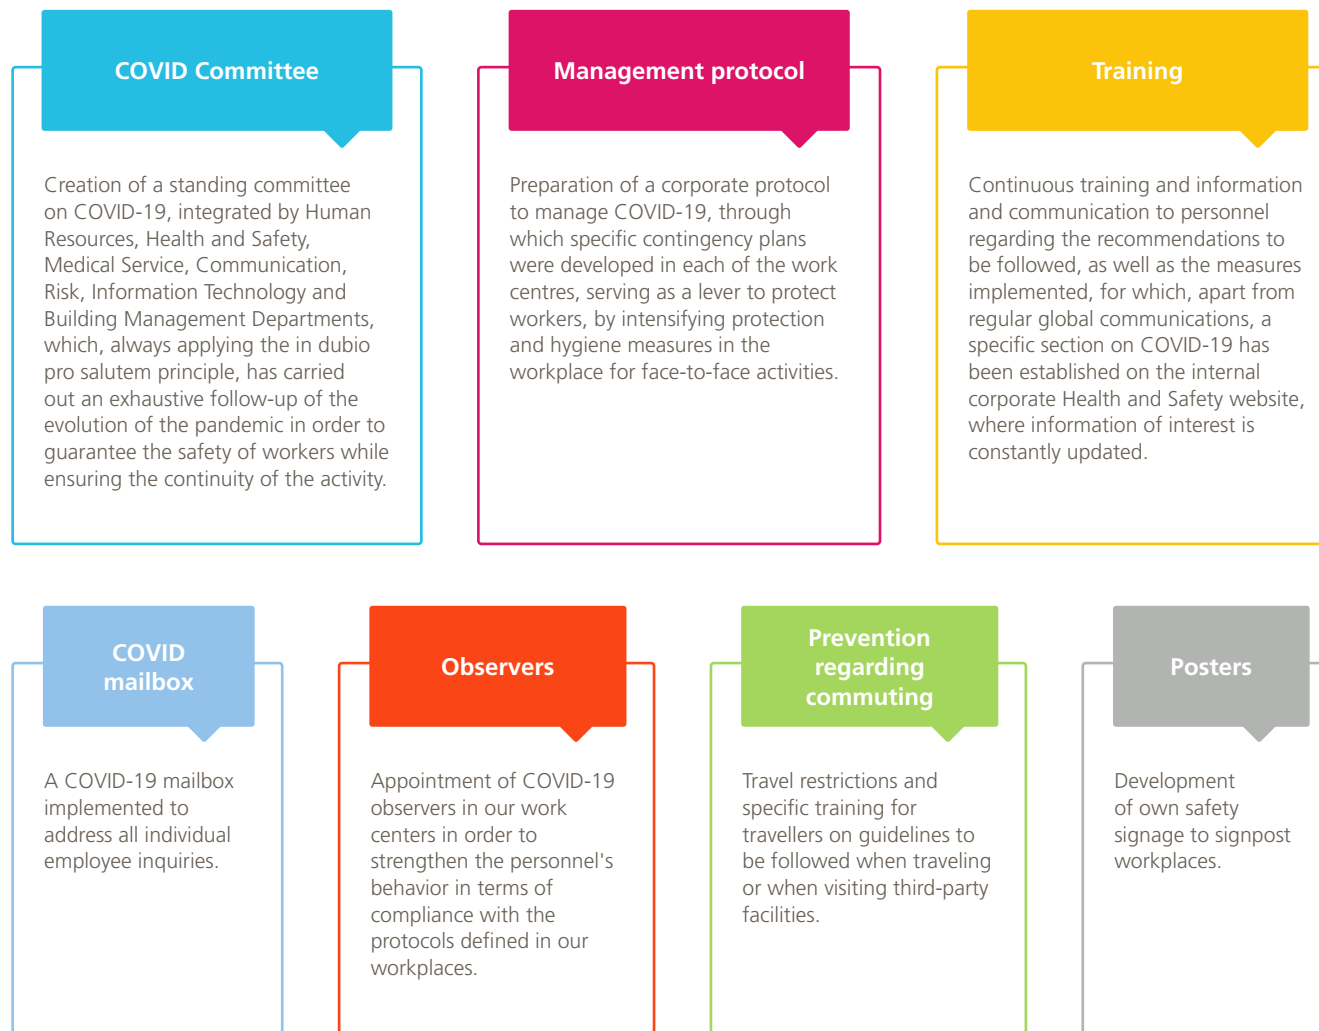 COVID Committee
Creation of a standing committee
on COVID-19, integrated by Human
Resources, Health and Safety,
Medical Service, Communication,
Risk, Information Technology and
Building Management Departments,
which, always applying the in dubio
pro salutem principle, has carried
out an exhaustive follow-up of the
evolution of the pandemic in order to
guarantee the safety of workers while
ensuring the continuity of the activity.
Management protocol
Preparation of a corporate protocol
to manage COVID-19, through
which specific contingency plans
were developed in each of the work
centres, serving as a lever to protect
workers, by intensifying protection
and hygiene measures in the
workplace for face-to-face activities.
Training
Continuous training and information
and communication to personnel
regarding the recommendations to
be followed, as well as the measures
implemented, for which, apart from
regular global communications, a
specific section on COVID-19 has
been established on the internal
corporate Health and Safety website,
where information of interest is
constantly updated.
COVID
mailbox
A COVID-19 mailbox
implemented to
address all individual
employee inquiries.
Observers
Appointment of COVID-19
observers in our work
centers in order to
strengthen the personnel's
behavior in terms of
compliance with the
protocols defined in our
workplaces.
Prevention
regarding
commuting
Travel restrictions and
specific training for
travellers on guidelines to
be followed when traveling
or when visiting third-party
facilities.
Posters
Development
of own safety
signage to signpost
workplaces.